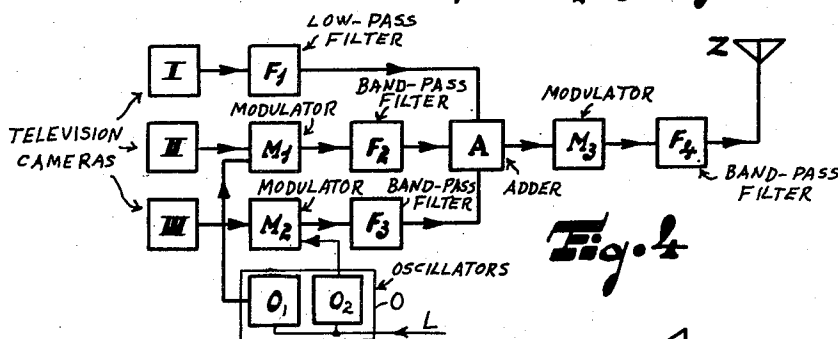 LOW-PASS
FILTER
Z
I
F1
BAND-PASS
FILTER
MODULATOR
MODULATOR
TELEVISION
CAMERAS
II
M1
F2
A
M3
F4
ADDER
BAND-PASS
FILTER
MODULATOR
BAND-PASS
FILTER
III
M2
F3
Fig. 4
OSCILLATORS
O1
O2
O
L